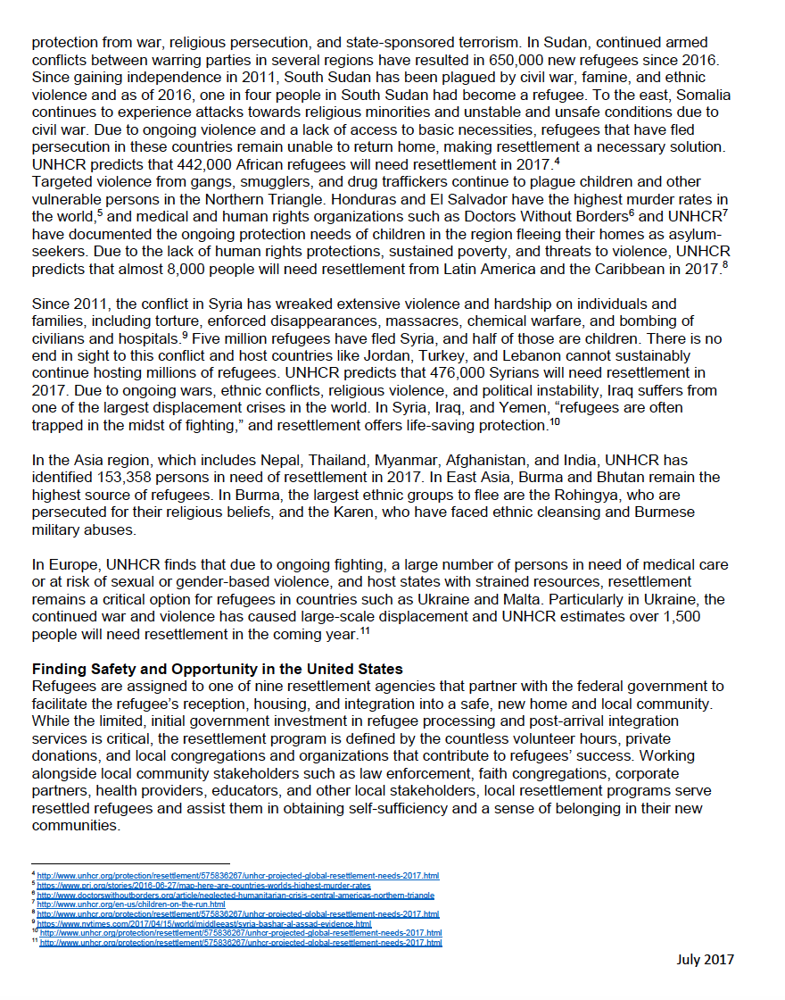 protection from war, religious persecution, and state-sponsored terrorism. In Sudan, continued armed
conflicts between warring parties in several regions have resulted in 650,000 new refugees since 2016.
Since gaining independence in 2011, South Sudan has been plagued by civil war, famine, and ethnic
violence and as of 2016, one in four people in South Sudan had become a refugee. To the east, Somalia
continues to experience attacks towards religious minorities and unstable and unsafe conditions due to
civil war. Due to ongoing violence and a lack of access to basic necessities, refugees that have fled
persecution in these countries remain unable to return home, making resettlement a necessary solution.
UNHCR predicts that 442,000 African refugees will need resettlement in 2017.4
Targeted violence from gangs, smugglers, and drug traffickers continue to plague children and other
vulnerable persons in the Northern Triangle. Honduras and El Salvador have the highest murder rates in
the world,5 and medical and human rights organizations such as Doctors Without Borders6 and UNHCR7
have documented the ongoing protection needs of children in the region fleeing their homes as asylum-
seekers. Due to the lack of human rights protections, sustained poverty, and threats to violence, UNHCR
predicts that almost 8,000 people will need resettlement from Latin America and the Caribbean in 2017.8
Since 2011, the conflict in Syria has wreaked extensive violence and hardship on individuals and
families, including torture, enforced disappearances, massacres, chemical warfare, and bombing of
civilians and hospitals.9 Five million refugees have fled Syria, and half of those are children. There is no
end in sight to this conflict and host countries like Jordan, Turkey, and Lebanon cannot sustainably
continue hosting millions of refugees. UNHCR predicts that 476,000 Syrians will need resettlement in
2017. Due to ongoing wars, ethnic conflicts, religious violence, and political instability, Iraq suffers from
one of the largest displacement crises in the world. In Syria, Iraq, and Yemen, “refugees are often
trapped in the midst of fighting,” and resettlement offers life-saving protection.10
In the Asia region, which includes Nepal, Thailand, Myanmar, Afghanistan, and India, UNHCR has
identified 153,358 persons in need of resettlement in 2017. In East Asia, Burma and Bhutan remain the
highest source of refugees. In Burma, the largest ethnic groups to flee are the Rohingya, who are
persecuted for their religious beliefs, and the Karen, who have faced ethnic cleansing and Burmese
military abuses.
In Europe, UNHCR finds that due to ongoing fighting, a large number of persons in need of medical care
or at risk of sexual or gender-based violence, and host states with strained resources, resettlement
remains a critical option for refugees in countries such as Ukraine and Malta. Particularly in Ukraine, the
continued war and violence has caused large-scale displacement and UNHCR estimates over 1,500
people will need resettlement in the coming year.11
Finding Safety and Opportunity in the United States
Refugees are assigned to one of nine resettlement agencies that partner with the federal government to
facilitate the refugee’s reception, housing, and integration into a safe, new home and local community.
While the limited, initial government investment in refugee processing and post-arrival integration
services is critical, the resettlement program is defined by the countless volunteer hours, private
donations, and local congregations and organizations that contribute to refugees’ success. Working
alongside local community stakeholders such as law enforcement, faith congregations, corporate
partners, health providers, educators, and other local stakeholders, local resettlement programs serve
resettled refugees and assist them in obtaining self-sufficiency and a sense of belonging in their new
communities.
4 http://www.unhcr.org/protection/resettlement/575836267/unhcr-projected-global-resettlement-needs-2017.html
5 https://www.pri.org/stories/2016-06-27/map-here-are-countries-worlds-highest-murder-rates
6 http://www.doctorswithoutborders.org/article/neglected-humanitarian-crisis-central-americas-northern-triangle
7 http://www.unhcr.org/en-us/children-on-the-run.html
8 http://www.unhcr.org/protection/resettlement/575836267/unhcr-projected-global-resettlement-needs-2017.html
9 https://www.nytimes.com/2017/04/15/world/middleeast/syria-bashar-al-assad-evidence.html
10 http://www.unhcr.org/protection/resettlement/575836267/unhcr-projected-global-resettlement-needs-2017.html
11 http://www.unhcr.org/protection/resettlement/575836267/unhcr-projected-global-resettlement-needs-2017.html
July 2017